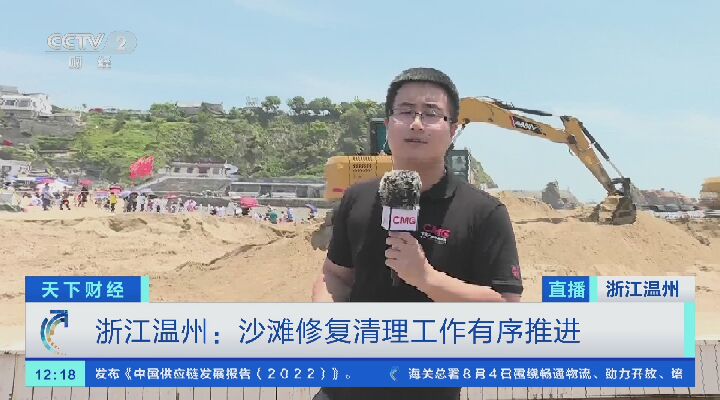 CCTV 2
财经
CMG
CMG
天下财经
直播
浙江温州
浙江温州：沙滩修复清理工作有序推进
12:18
发布《中国供应链发展报告（2022）》。
海关总署8月4日围绕畅通物流、助力开放、培